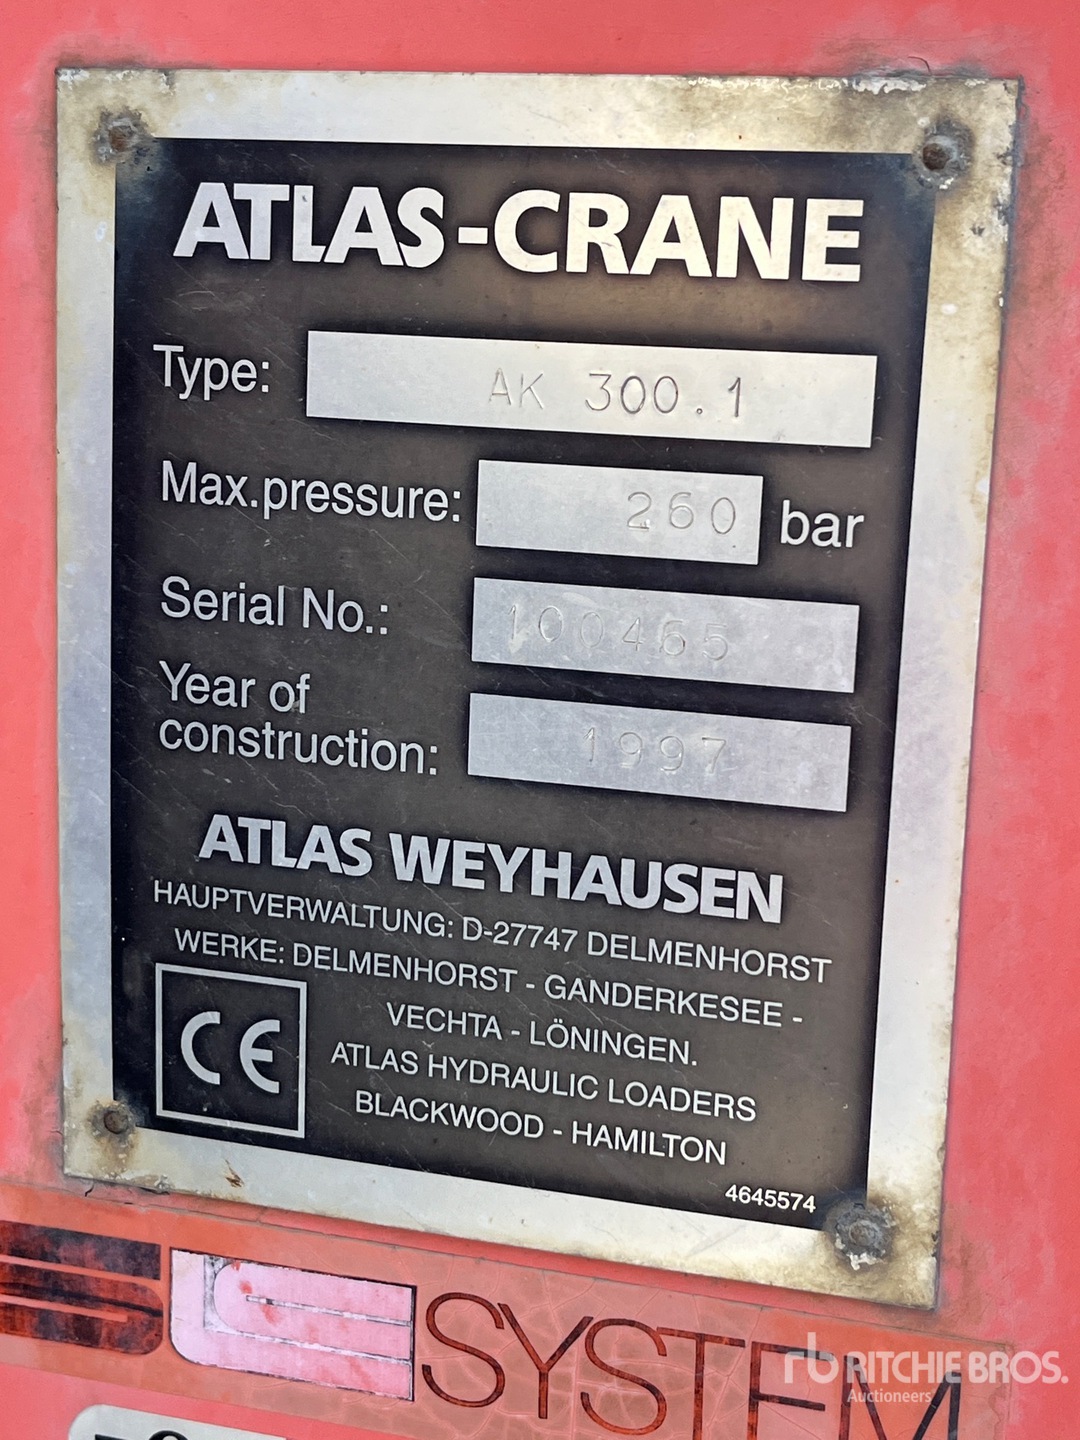 ATLAS-CRANE
Type: AK 300.1
Max.pressure: 260 bar
Serial No.: 100465
Year of
construction: 1997
ATLAS WEYHAUSEN
HAUPTVERWALTUNG: D-27747 DELMENHORST
WERKE: DELMENHORST - GANDERKESEE -
VECHTA - LÖNINGEN.
ATLAS HYDRAULIC LOADERS
BLACKWOOD - HAMILTON
CE
4645574
SYSTEM
rb RITCHIE BROS.
Auctioneers